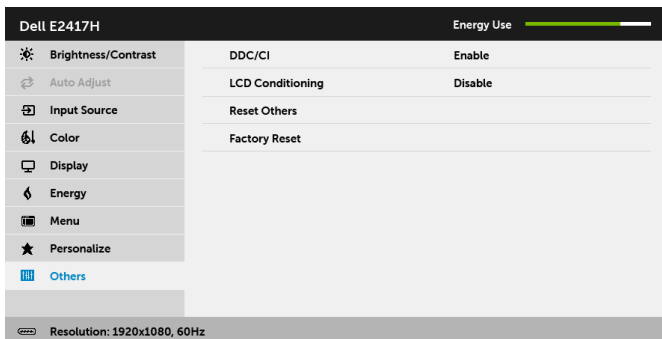 Dell E2417H Energy Use
Brightness/Contrast DDC/CI Enable
Auto Adjust LCD Conditioning Disable
Input Source Reset Others
Color Factory Reset
Display
Energy
Menu
Personalize
Others
Resolution: 1920x1080, 60Hz